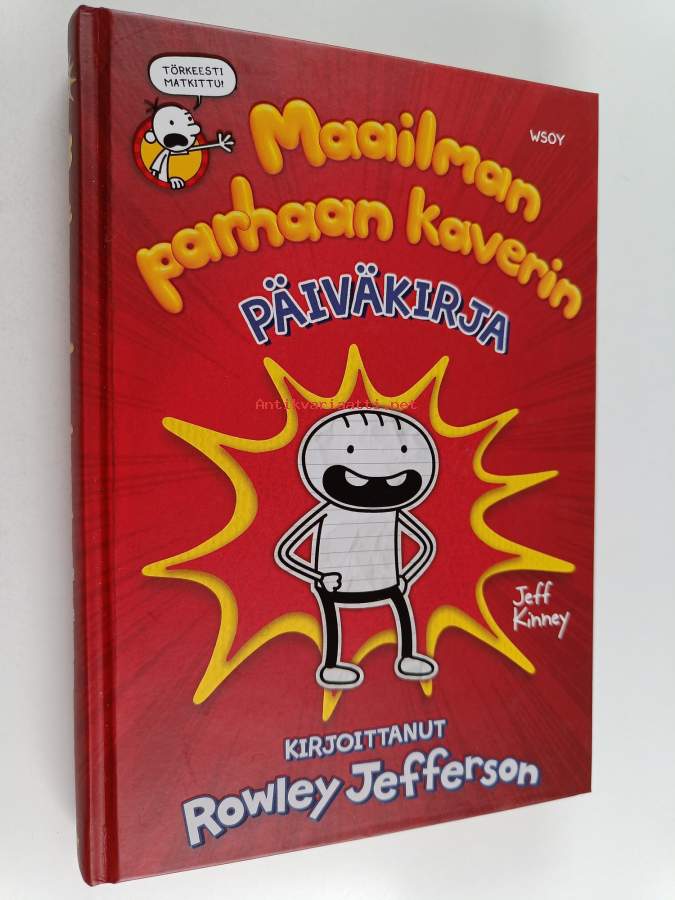 TÖRKEESTI
MATKITTU!
WSOY
Maailman
parhaan kaverin
PÄIVÄKIRJA
Antikvariaatti.net
Jeff
Kinney
KIRJOITTANUT
Rowley Jefferson